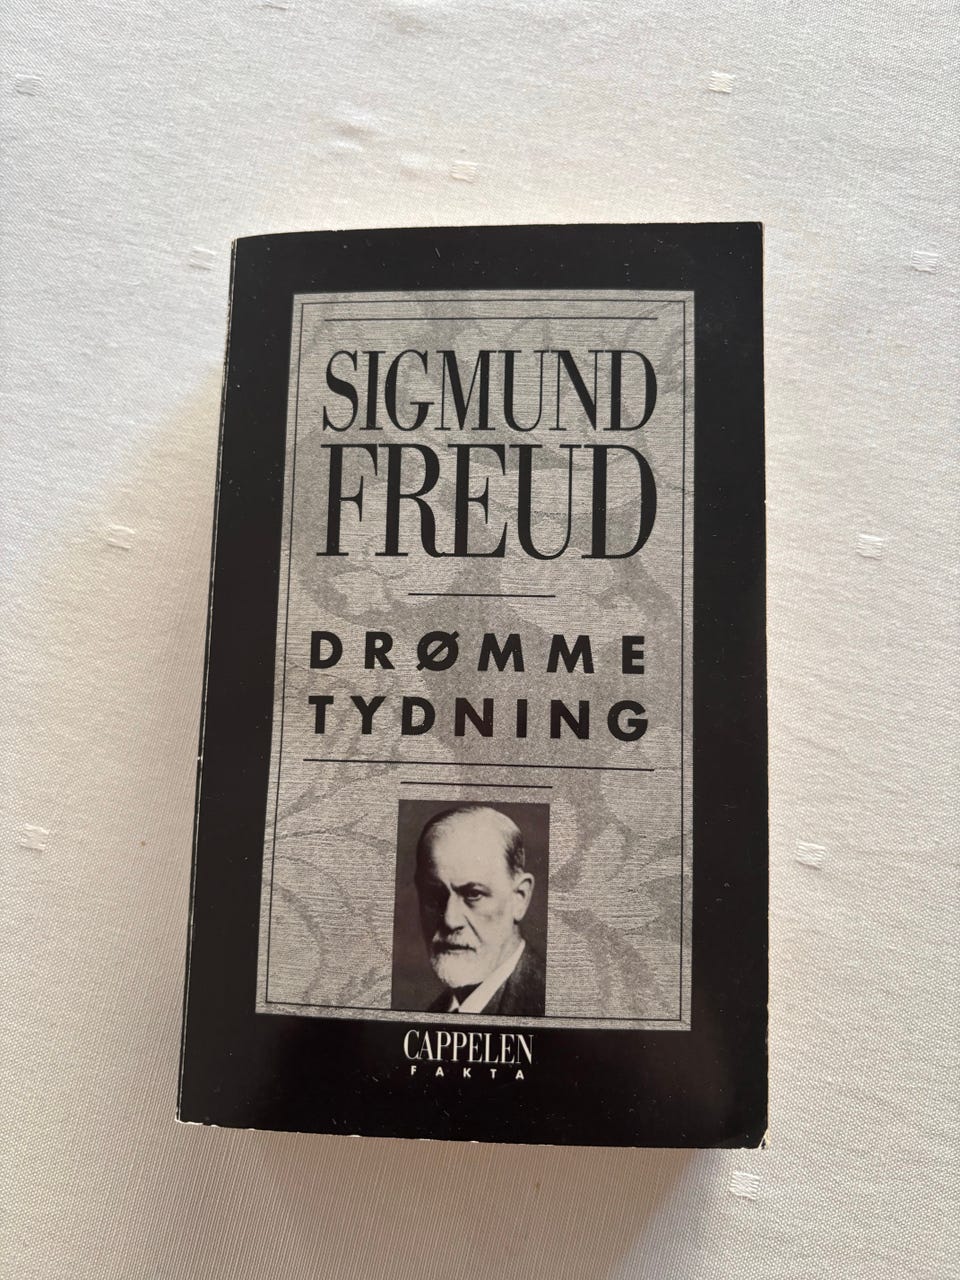 SIGMUND
FREUD
DRØMME
TYDNING
CAPPELEN
FAKTA